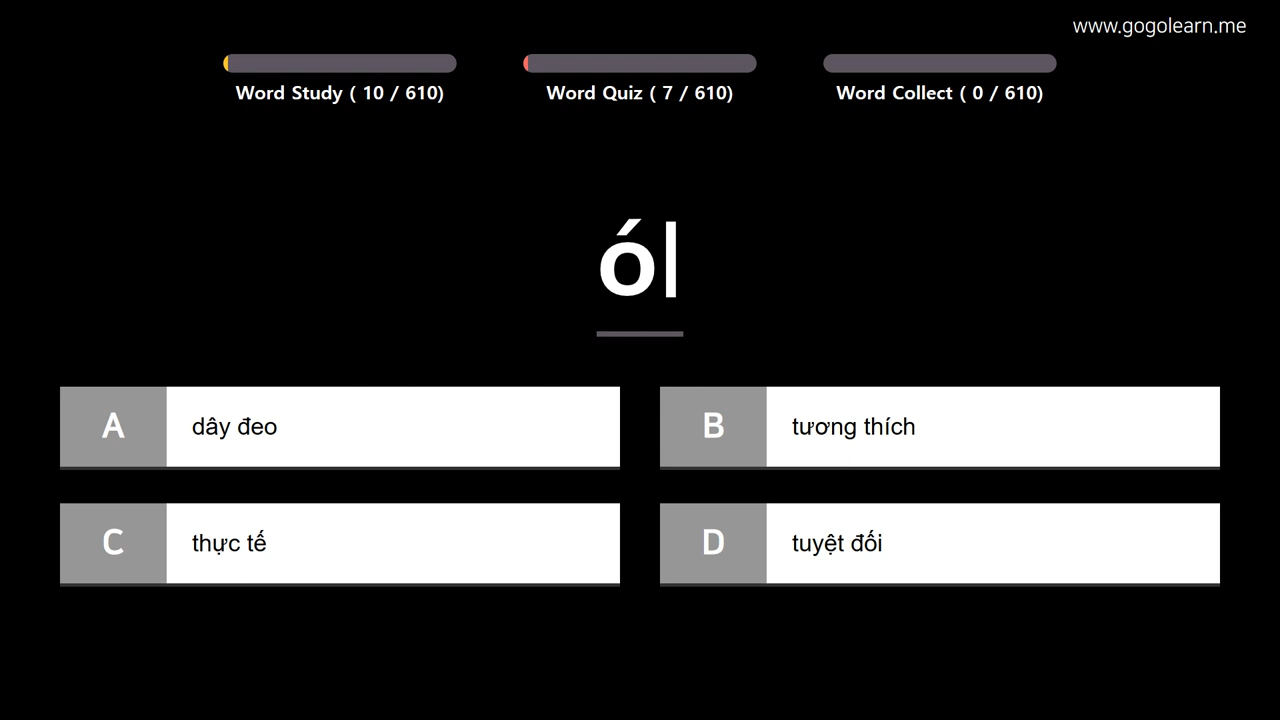 www.gogolearn.me
Word Study ( 10 / 610)
Word Quiz ( 7 / 610)
Word Collect ( 0 / 610)
ól
A dây đeo
B tương thích
C thực tế
D tuyệt đối